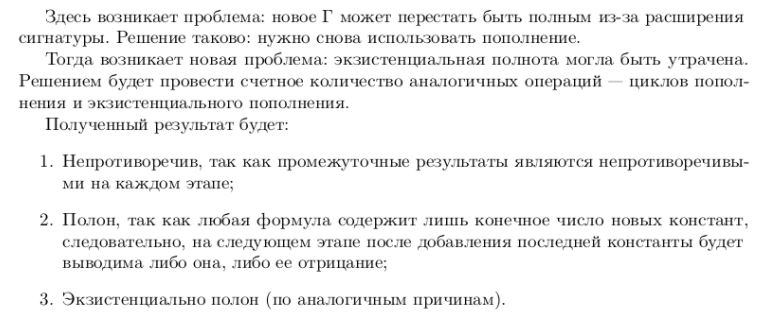 Здесь возникает проблема: новое Γ может перестать быть полным из-за расширения
сигнатуры. Решение таково: нужно снова использовать пополнение.
Тогда возникает новая проблема: экзистенциальная полнота могла быть утрачена.
Решением будет провести счетное количество аналогичных операций — циклов попол-
нения и экзистенциального пополнения.
Полученный результат будет:
1. Непротиворечив, так как промежуточные результаты являются непротиворечивы-
ми на каждом этапе;
2. Полон, так как любая формула содержит лишь конечное число новых констант,
следовательно, на следующем этапе после добавления последней константы будет
выводима либо она, либо ее отрицание;
3. Экзистенциально полон (по аналогичным причинам).